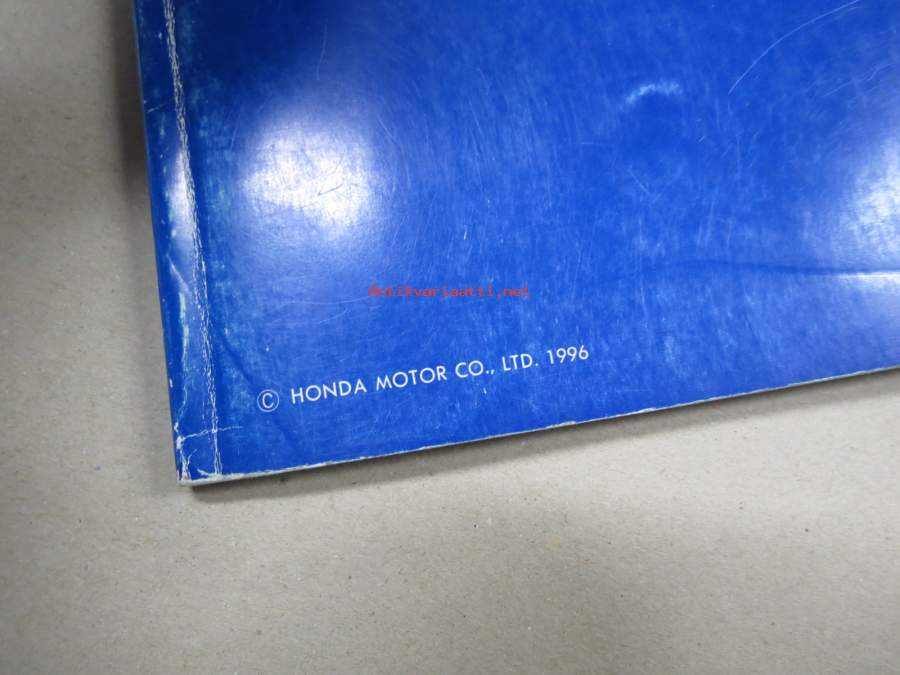 antikvariaatti.net
© HONDA MOTOR CO., LTD. 1996